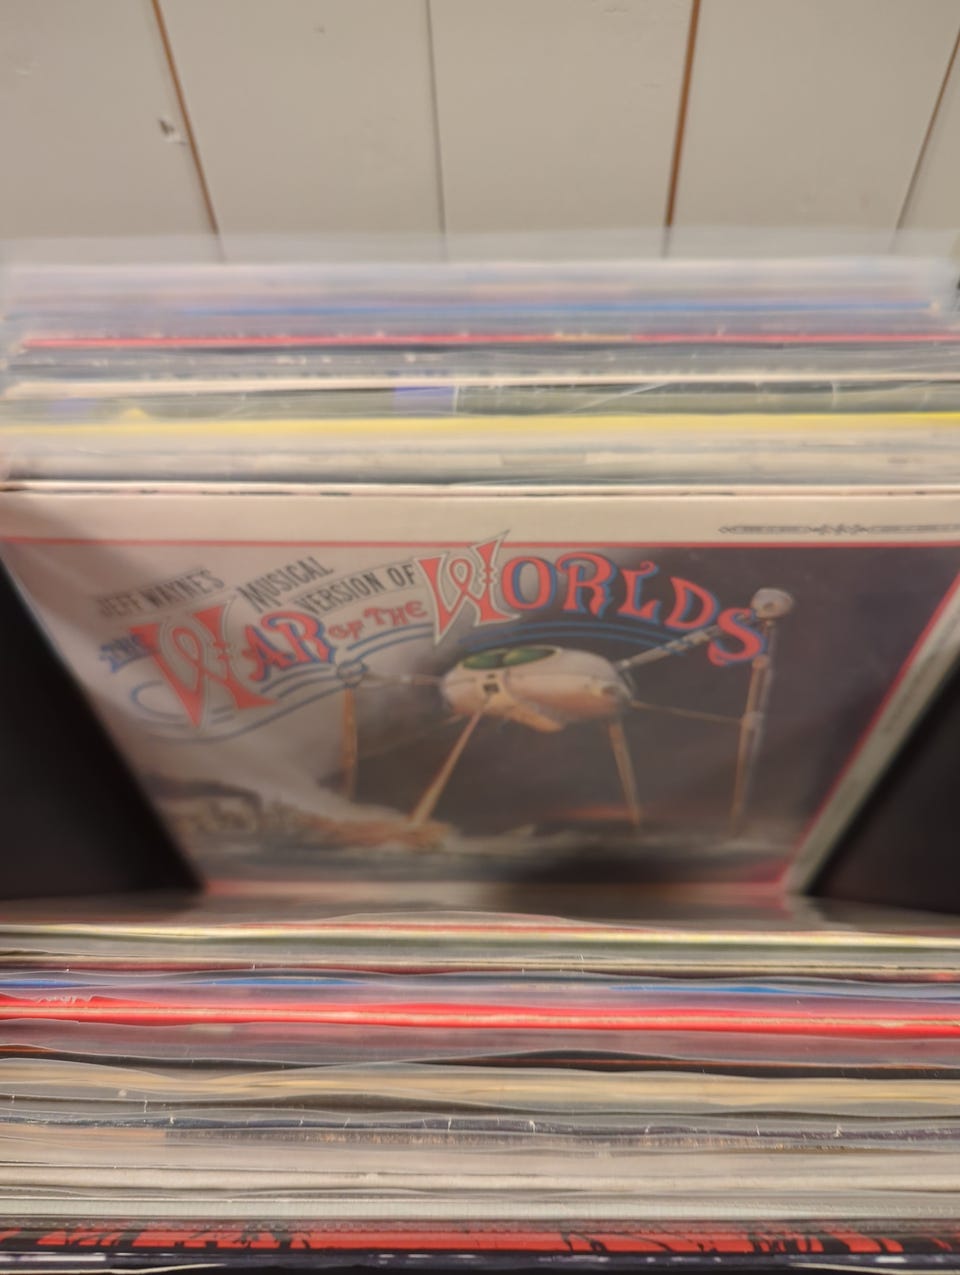 JEFF WAYNE'S
MUSICAL
VERSION OF
THE WAR OF THE WORLDS